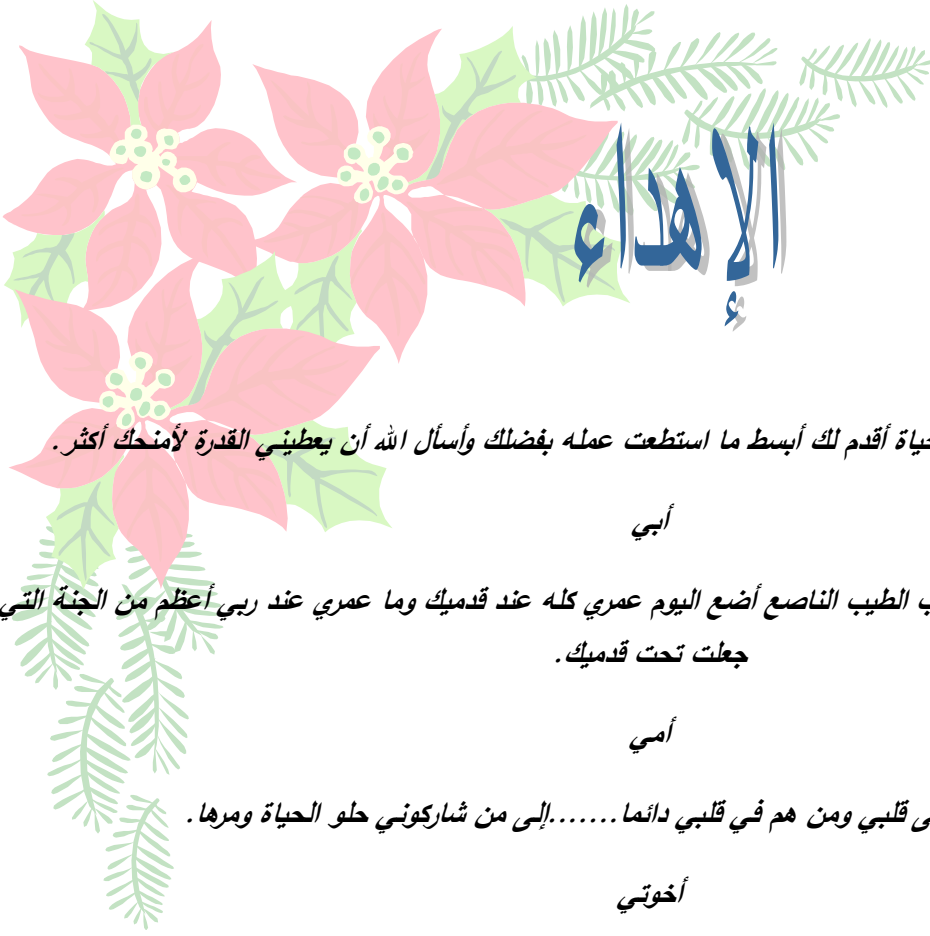 الإهداء
أقدم لك أبسط ما استطعت عمله بفضلك وأسأل الله أن يعطيني القدرة لأمنحك أكثر.
أبي
الطيب الناصع أضع اليوم عمري كله عند قدميك وما عمري عند ربي أعظم من الجنة التي
جعلت تحت قدميك.
أمي
قلبي ومن هم في قلبي دائما.......إلى من شاركوني حلو الحياة ومرها.
أخوتي